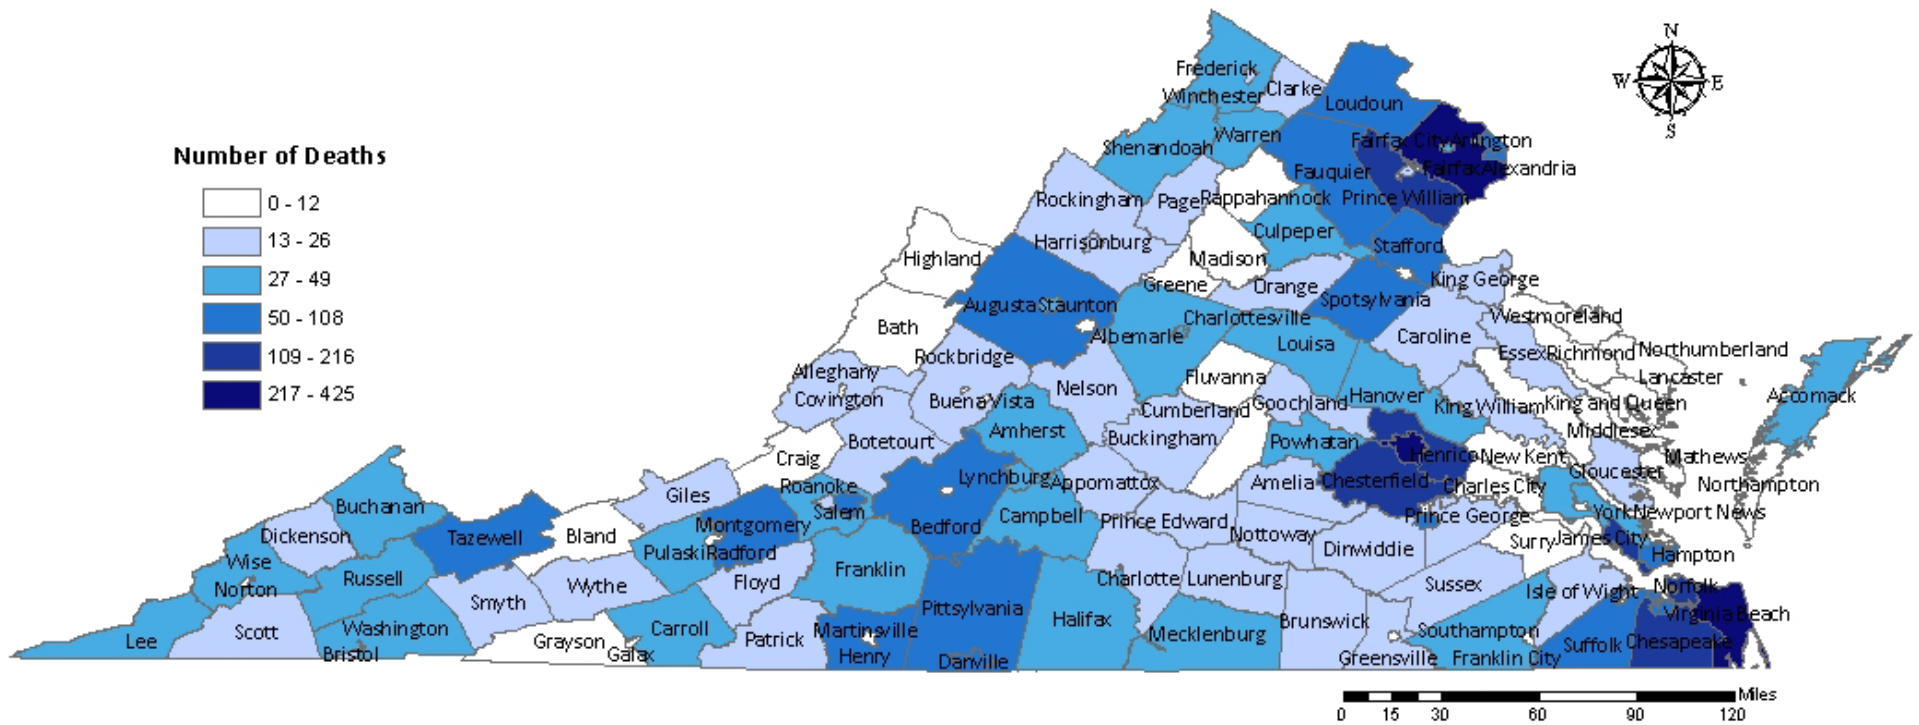 N
Frederick
W
E
Winchester
Clarke
Loudoun
S
Number of Deaths
Shenandoah
Warren
Fairfax City
Arlington
0 - 12
Fauquier
Fairfax
Alexandria
13 - 26
Rockingham
Page
Rappahannock
Prince William
27 - 49
Harrisonburg
Culpeper
Stafford
50 - 108
Highland
Madison
King George
109 - 216
Greene
Orange
Spotsylvania
217 - 425
Augusta
Staunton
Charlottesville
Westmoreland
Bath
Albemarle
Louisa
Caroline
Rockbridge
Essex
Richmond
Northumberland
Alleghany
Nelson
Fluvanna
Lancaster
Covington
Buena Vista
Cumberland
Goochland
Hanover
King William
King and Queen
Accomack
Botetourt
Amherst
Buckingham
Powhatan
Middlesex
Craig
Henrico
New Kent
Mathews
Roanoke
Lynchburg
Appomattox
Amelia
Chesterfield
Charles City
Gloucester
Northampton
Giles
Salem
Buchanan
Montgomery
Bedford
Campbell
Prince Edward
Prince George
York
Newport News
Dickenson
Tazewell
Bland
Nottoway
Surry
James City
Wise
Pulaski
Radford
Dinwiddie
Hampton
Norton
Russell
Wythe
Floyd
Franklin
Charlotte
Lunenburg
Sussex
Isle of Wight
Norfolk
Smyth
Pittsylvania
Halifax
Brunswick
Virginia Beach
Lee
Scott
Washington
Grayson
Carroll
Patrick
Martinsville
Mecklenburg
Southampton
Suffolk
Chesapeake
Bristol
Galax
Henry
Danville
Greensville
Franklin City
Miles
0 15 30 60 90 120